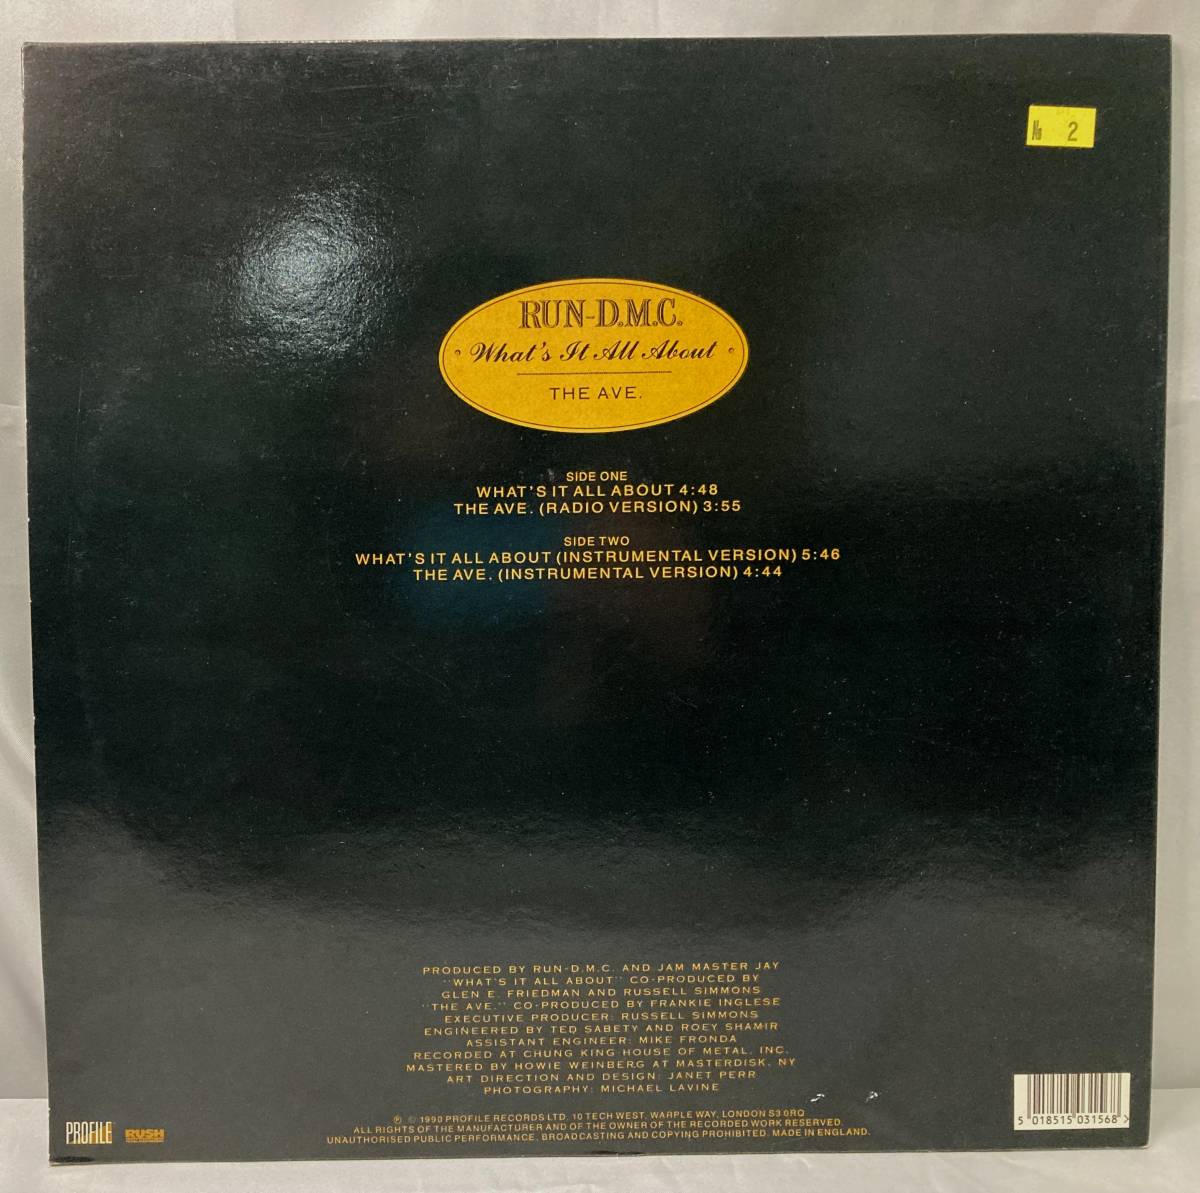 № 2
RUN-D.M.C.
What's It All About
THE AVE.
SIDE ONE
WHAT'S IT ALL ABOUT 4:48
THE AVE. (RADIO VERSION) 3:55
SIDE TWO
WHAT'S IT ALL ABOUT (INSTRUMENTAL VERSION) 5:46
THE AVE. (INSTRUMENTAL VERSION) 4:44
PRODUCED BY RUN-D.M.C. AND JAM MASTER JAY
"WHAT'S IT ALL ABOUT" CO-PRODUCED BY
GLEN E. FRIEDMAN AND RUSSELL SIMMONS
"THE AVE." CO-PRODUCED BY FRANKIE INGLESE
EXECUTIVE PRODUCER: RUSSELL SIMMONS
ENGINEERED BY TED SABETY AND ROEY SHAMIR
ASSISTANT ENGINEER: MIKE FRONDA
RECORDED AT CHUNG KING HOUSE OF METAL, INC.
MASTERED BY HOWIE WEINBERG AT MASTERDISK, NY
ART DIRECTION AND DESIGN: JANET PERR
PHOTOGRAPHY: MICHAEL LAVINE
℗ © 1990 PROFILE RECORDS LTD, 10 TECH WEST, WARPLE WAY, LONDON S3 0RQ
ALL RIGHTS OF THE MANUFACTURER AND OF THE OWNER OF THE RECORDED WORK RESERVED.
UNAUTHORISED PUBLIC PERFORMANCE, BROADCASTING AND COPYING PROHIBITED. MADE IN ENGLAND.
PROFILE
RUSH
5 018515 031568 >